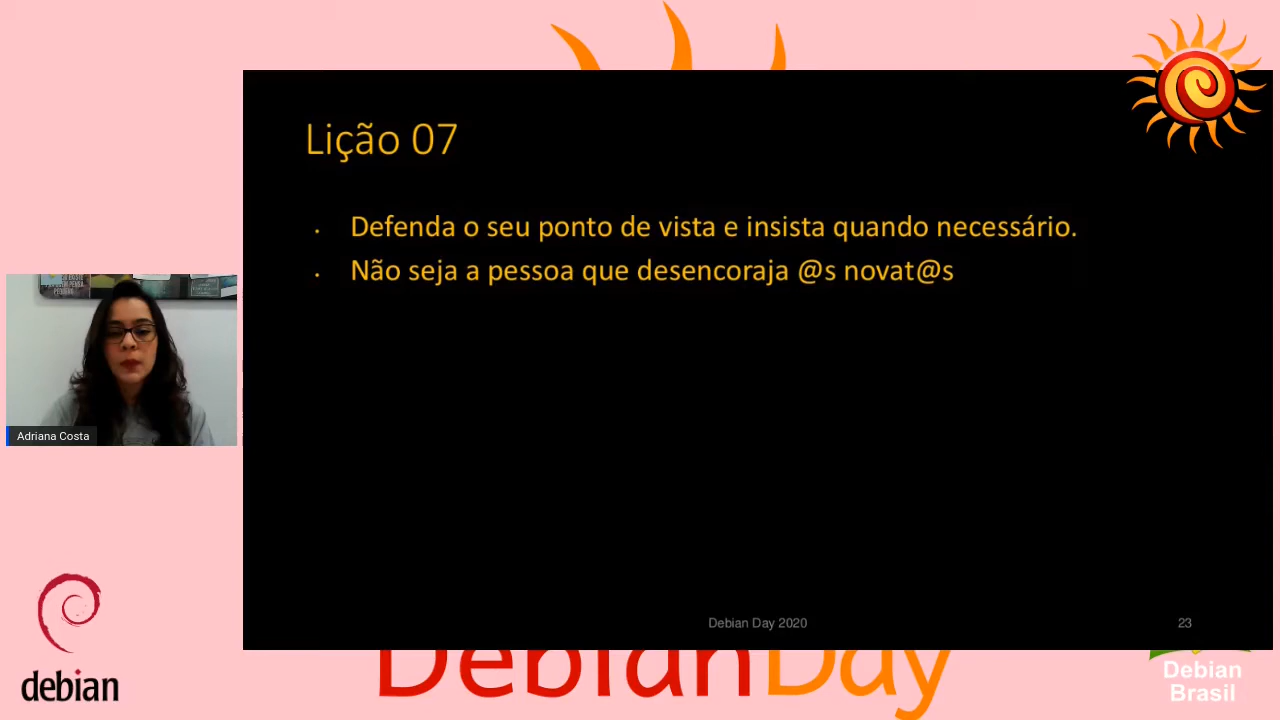 Lição 07
Defenda o seu ponto de vista e insista quando necessário.
Não seja a pessoa que desencoraja @s novat@s
Adriana Costa
Debian Day 2020
23
debian
DebianDay
Debian
Brasil